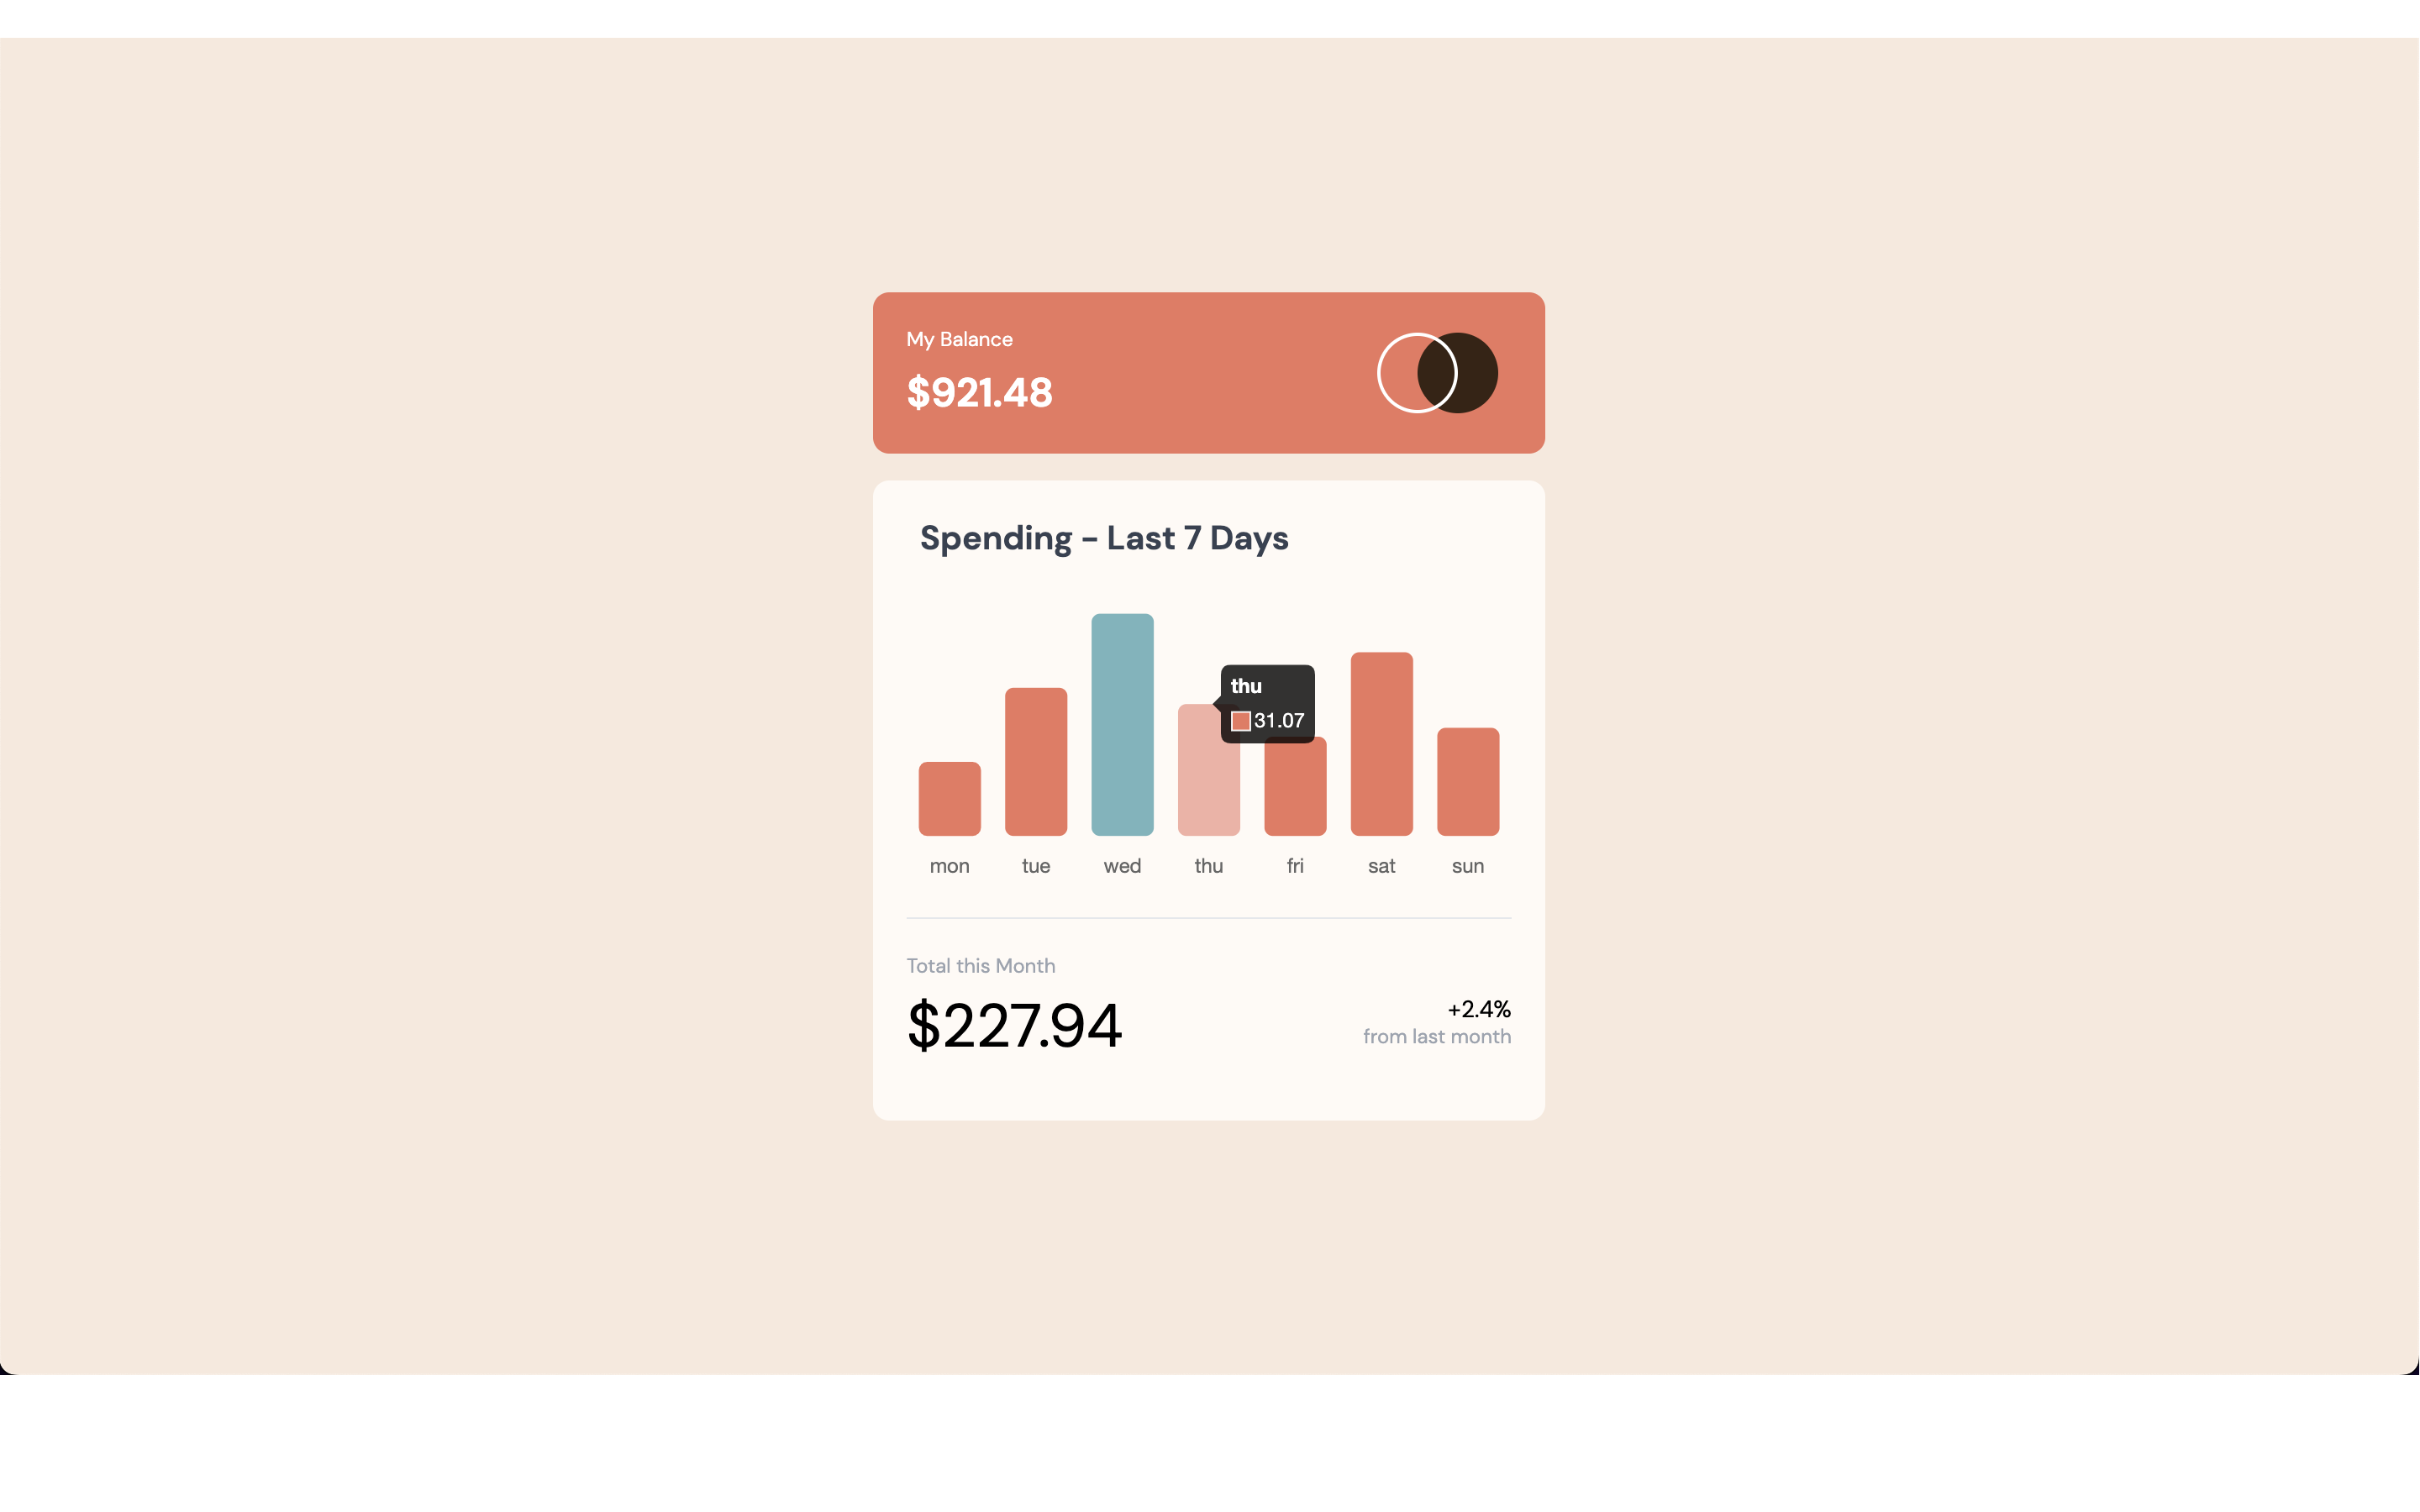 My Balance
$921.48
Spending - Last 7 Days
thu
31.07
mon tue wed thu fri sat sun
Total this Month
$227.94
+2.4%
from last month